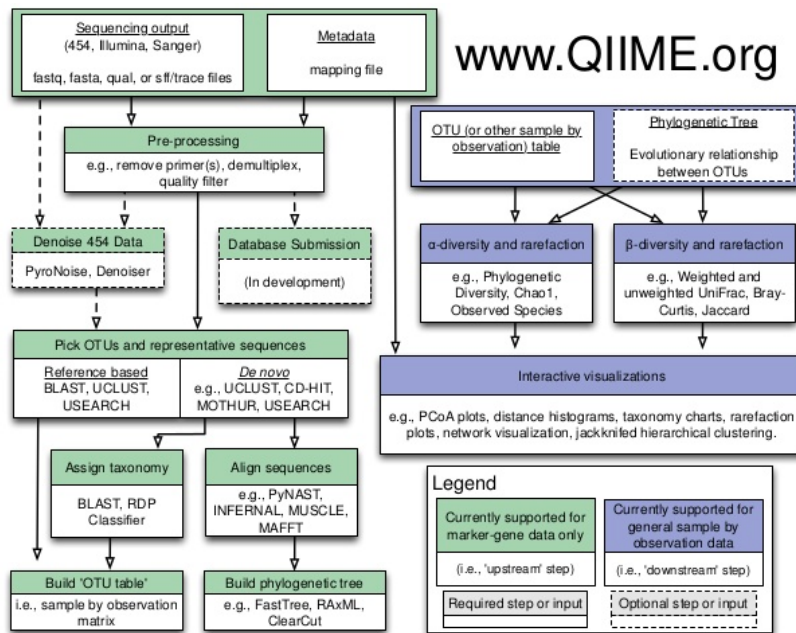 Sequencing output
(454, Illumina, Sanger)
fastq, fasta, qual, or sff/trace files
Metadata
mapping file
www.QIIME.org
Pre-processing
e.g., remove primer(s), demultiplex,
quality filter
Denoise 454 Data
PyroNoise, Denoiser
Database Submission
(In development)
Pick OTUs and representative sequences
Reference based
BLAST, UCLUST,
USEARCH
De novo
e.g., UCLUST, CD-HIT,
MOTHUR, USEARCH
Assign taxonomy
BLAST, RDP
Classifier
Align sequences
e.g., PyNAST,
INFERNAL, MUSCLE,
MAFFT
Build 'OTU table'
i.e., sample by observation
matrix
Build phylogenetic tree
e.g., FastTree, RAxML,
ClearCut
OTU (or other sample by
observation) table
Phylogenetic Tree
Evolutionary relationship
between OTUs
α-diversity and rarefaction
e.g., Phylogenetic
Diversity, Chao1,
Observed Species
β-diversity and rarefaction
e.g., Weighted and
unweighted UniFrac, Bray-
Curtis, Jaccard
Interactive visualizations
e.g., PCoA plots, distance histograms, taxonomy charts, rarefaction
plots, network visualization, jackknifed hierarchical clustering.
Legend
Currently supported for
marker-gene data only
(i.e., 'upstream' step)
Currently supported for
general sample by
observation data
(i.e., 'downstream' step)
Required step or input
Optional step or input